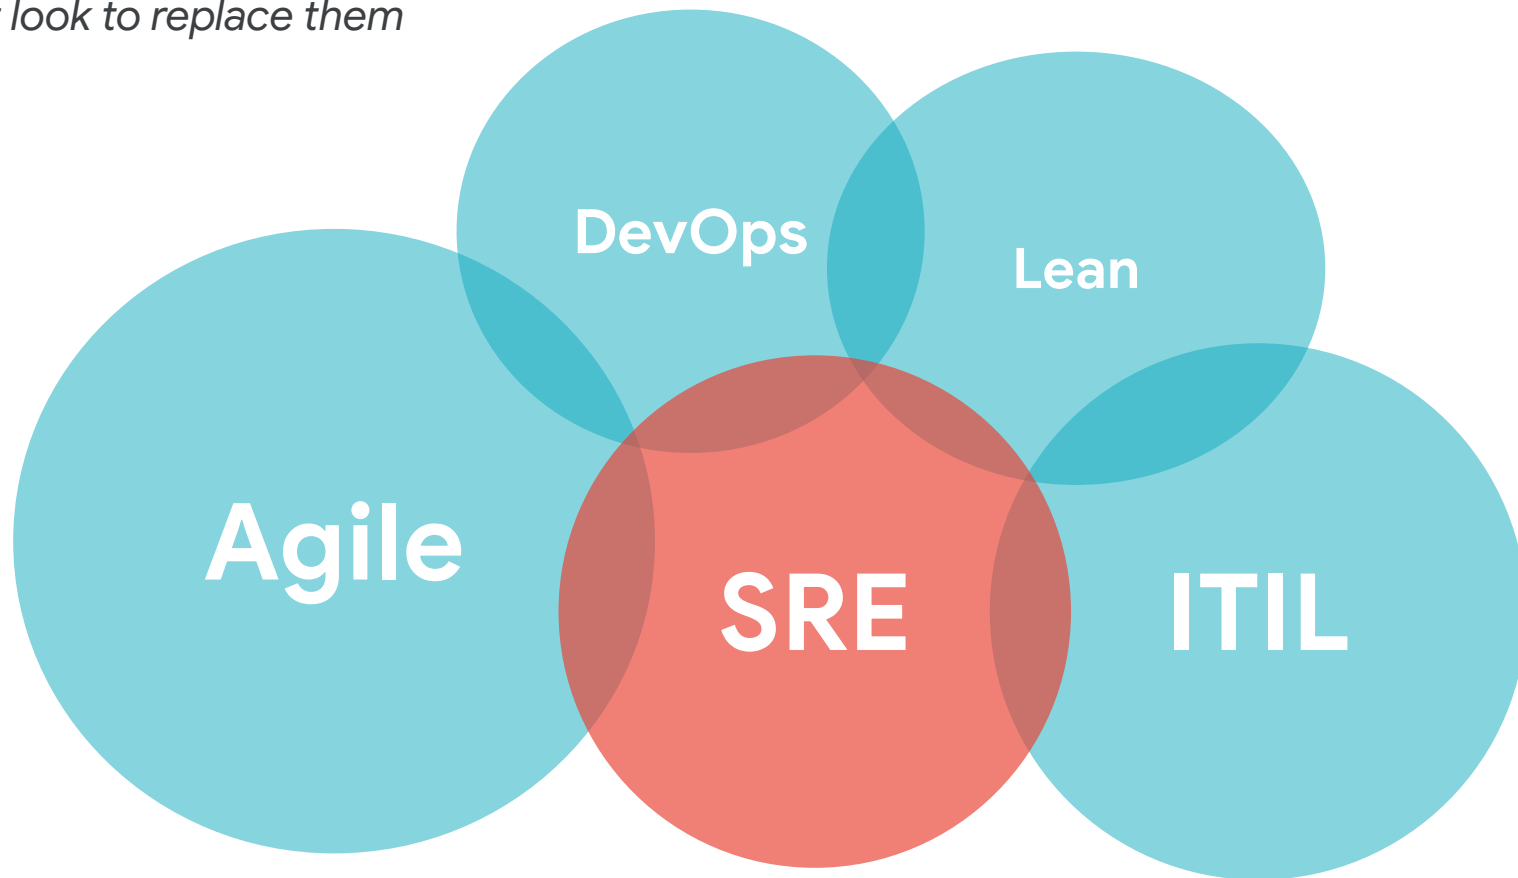 look to replace them
DevOps
Lean
Agile
SRE
ITIL